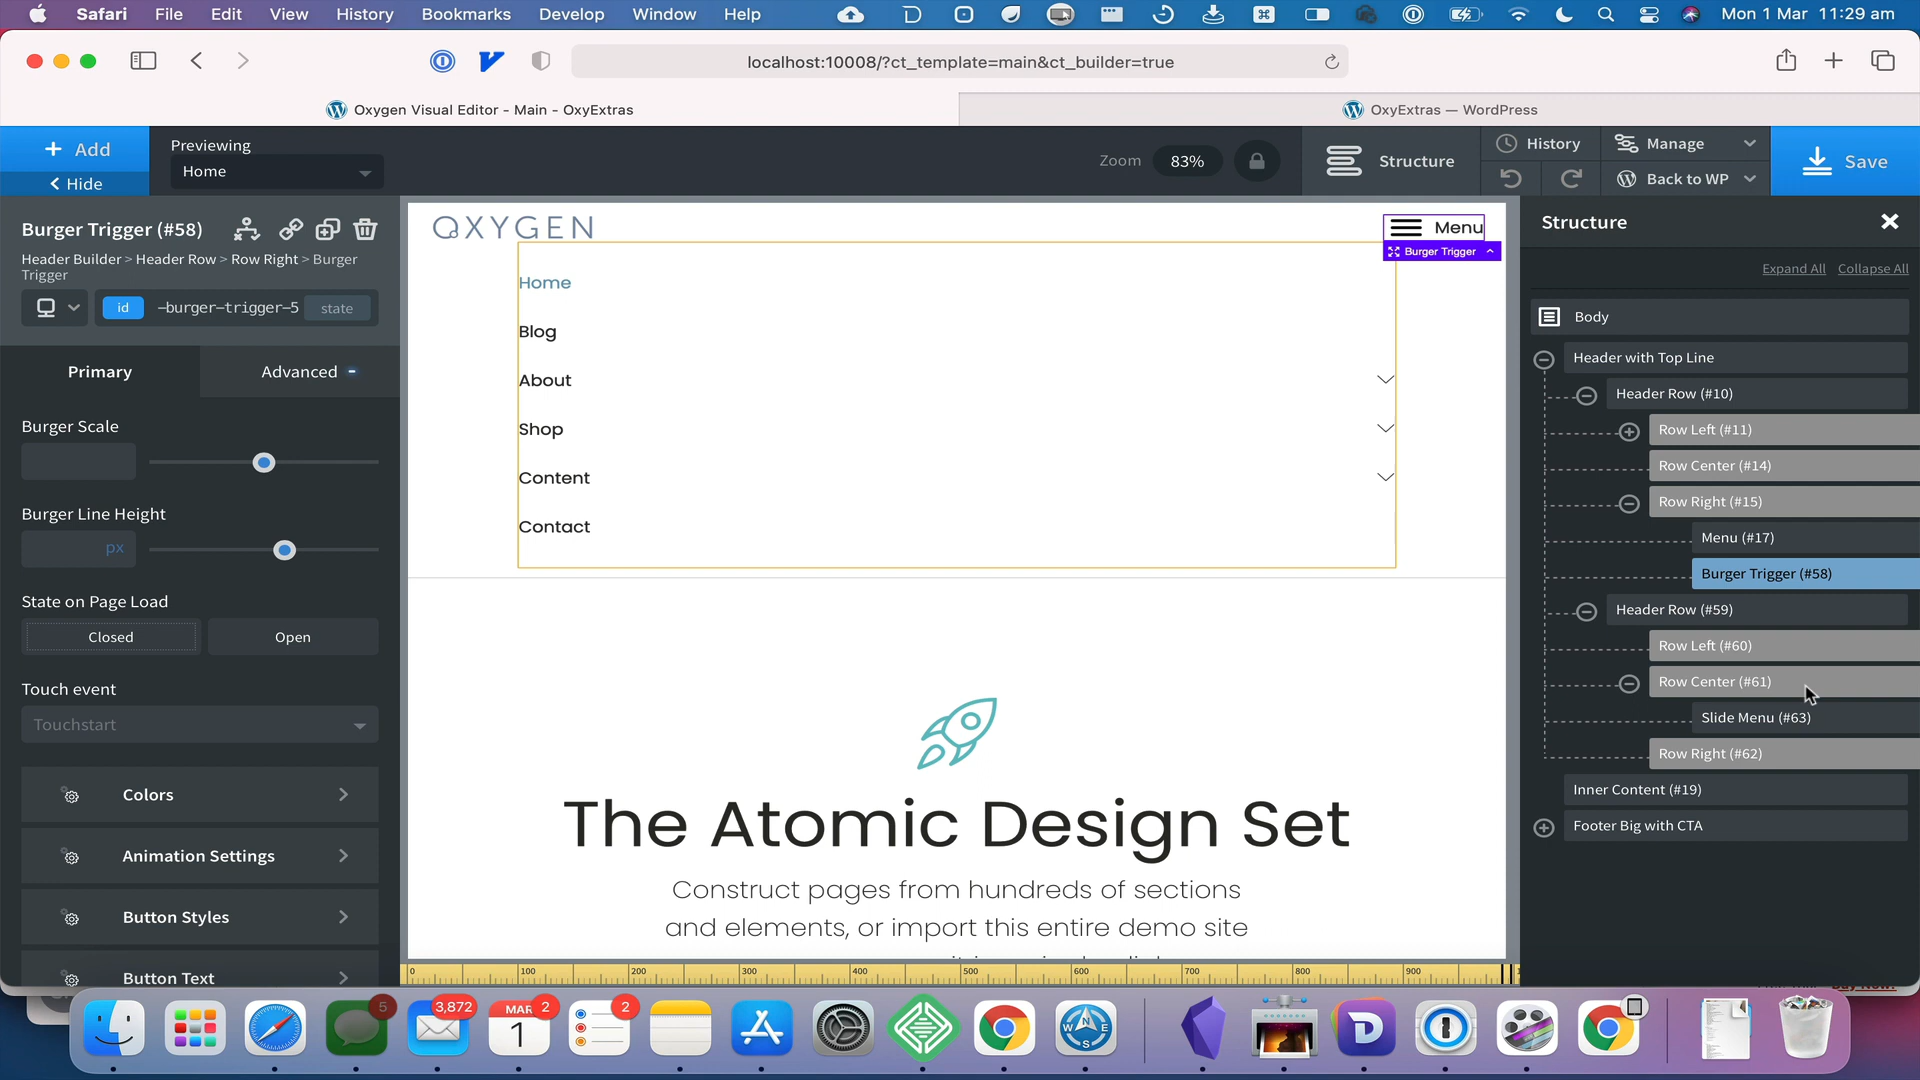 Safari File Edit View History Bookmarks Develop Window Help Mon 1 Mar 11:29 am
localhost:10008/?ct_template=main&ct_builder=true
Oxygen Visual Editor - Main - OxyExtras
OxyExtras — WordPress
+ Add
< Hide
Previewing
Home
Zoom 83%
Structure
History
Manage
Back to WP
Save
Burger Trigger (#58)
Header Builder > Header Row > Row Right > Burger
Trigger
id -burger-trigger-5 state
Primary
Advanced
Burger Scale
Burger Line Height
px
State on Page Load
Closed
Open
Touch event
Touchstart
Colors
Animation Settings
Button Styles
Button Text
OXYGEN
Menu
Burger Trigger
Home
Blog
About
Shop
Content
Contact
The Atomic Design Set
Construct pages from hundreds of sections
and elements, or import this entire demo site
0 100 200 300 400 500 600 700 800 900
Structure
Expand All Collapse All
Body
Header with Top Line
Header Row (#10)
Row Left (#11)
Row Center (#14)
Row Right (#15)
Menu (#17)
Burger Trigger (#58)
Header Row (#59)
Row Left (#60)
Row Center (#61)
Slide Menu (#63)
Row Right (#62)
Inner Content (#19)
Footer Big with CTA
5
3,872
MAR
1
2
2
N
W E
S
D